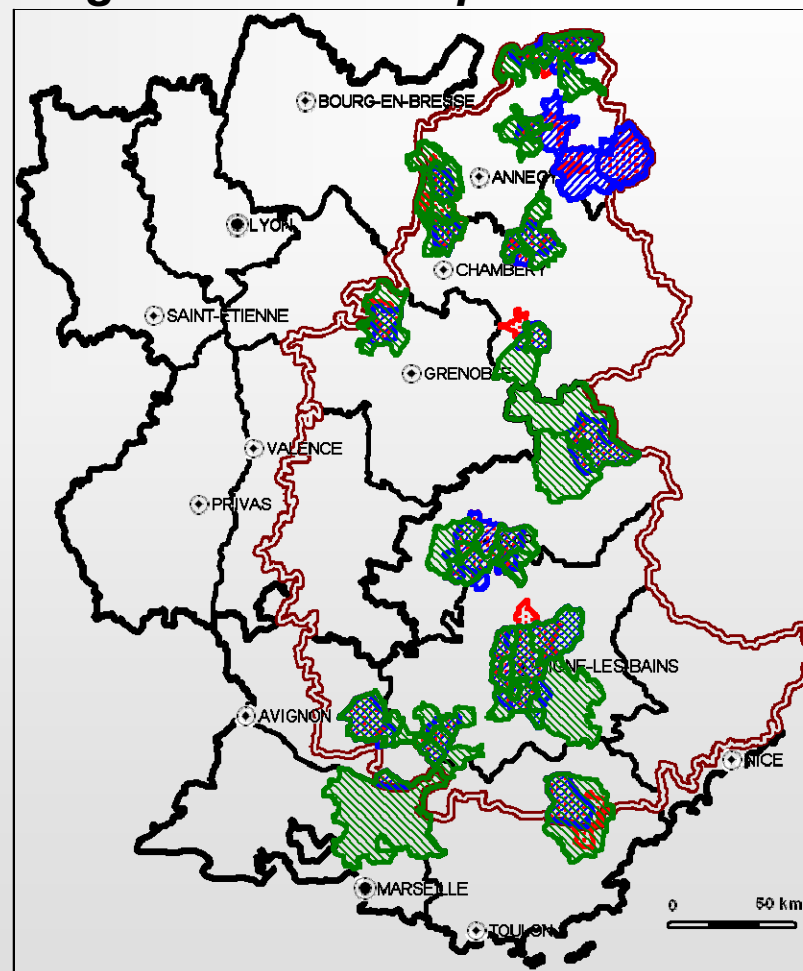 BOURG-EN-BRESSE
ANNECY
LYON
CHAMBERY
SAINT-ETIENNE
GRENOBLE
VALENCE
PRIVAS
DIGNE-LES-BAINS
AVIGNON
NICE
MARSEILLE
0 50 km
TOULON